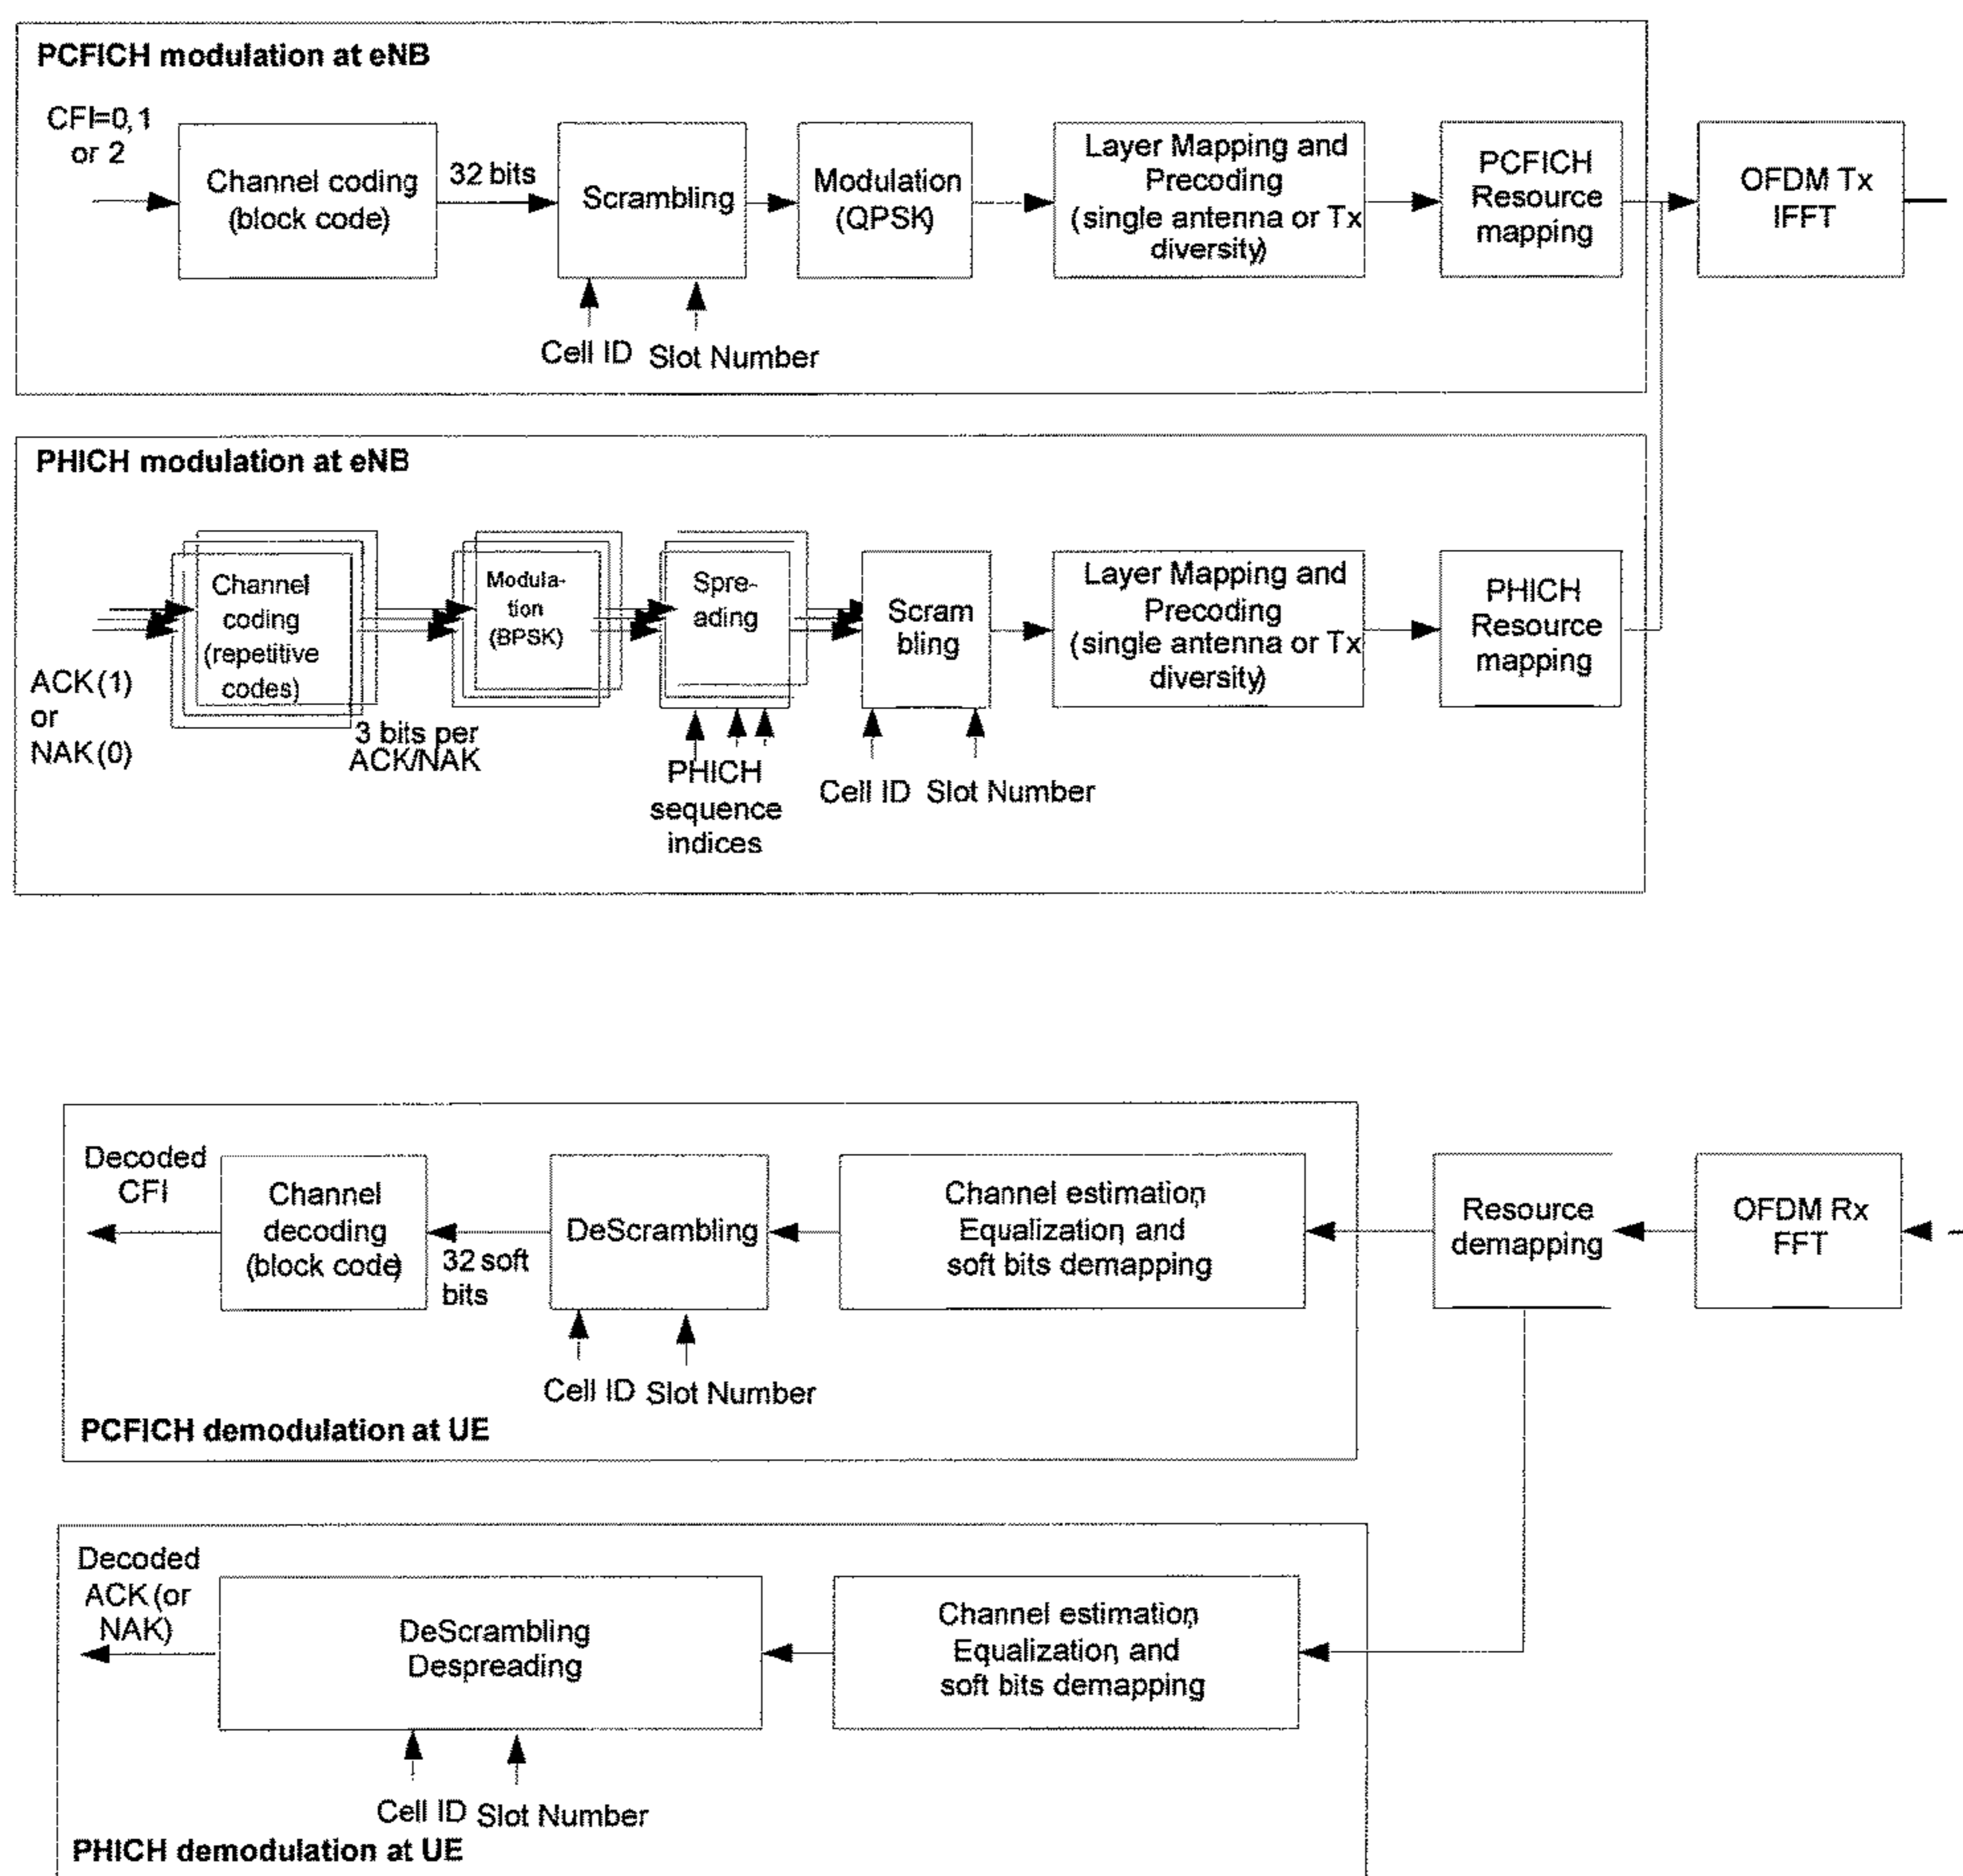 PCFICH modulation at eNB
CFI=0, 1
or 2
Channel coding
(block code)
32 bits
Scrambling
Modulation
(QPSK)
Layer Mapping and
Precoding
(single antenna or Tx
diversity)
PCFICH
Resource
mapping
OFDM Tx
IFFT
Cell ID
Slot Number
PHICH modulation at eNB
ACK (1)
or
NAK (0)
Channel
coding
(repetitive
codes)
3 bits per
ACK/NAK
Modula-
tion
(BPSK)
Spre-
ading
PHICH
sequence
indices
Scram
bling
Cell ID
Slot Number
Layer Mapping and
Precoding
(single antenna or Tx
diversity)
PHICH
Resource
mapping
Decoded
CFI
Channel
decoding
(block code)
32 soft
bits
DeScrambling
Cell ID
Slot Number
Channel estimation,
Equalization, and
soft bits demapping
Resource
demapping
OFDM Rx
FFT
PCFICH demodulation at UE
Decoded
ACK (or
NAK)
DeScrambling
Despreading
Channel estimation,
Equalization, and
soft bits demapping
Cell ID
Slot Number
PHICH demodulation at UE